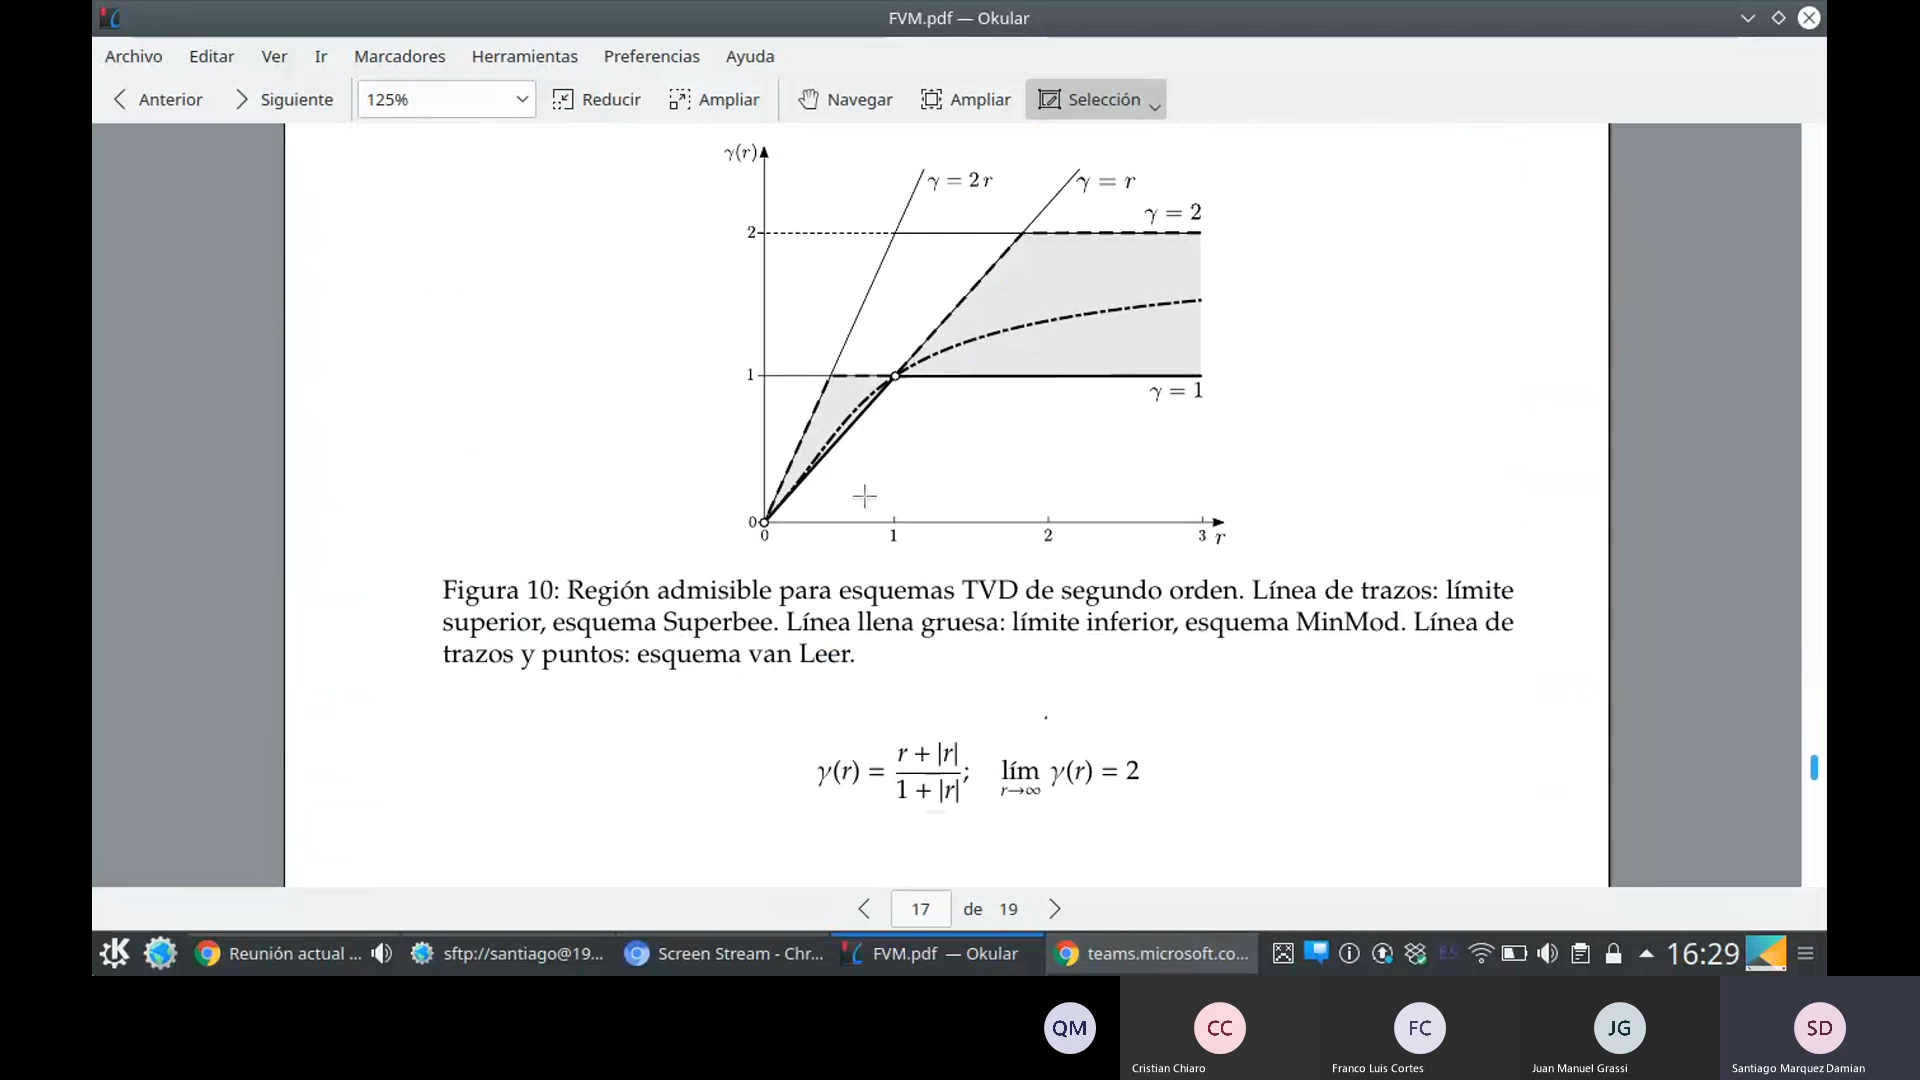 FVM.pdf — Okular
Archivo Editar Ver Ir Marcadores Herramientas Preferencias Ayuda
Anterior Siguiente 125% Reducir Ampliar Navegar Ampliar Selección
γ(r)
γ = 2 r
γ = r
γ = 2
2
1
γ = 1
0
0 1 2 3 r
Figura 10: Región admisible para esquemas TVD de segundo orden. Línea de trazos: límite
superior, esquema Superbee. Línea llena gruesa: límite inferior, esquema MinMod. Línea de
trazos y puntos: esquema van Leer.
γ(r) = r + |r| / 1 + |r| ; lím r→∞ γ(r) = 2
17 de 19
Reunión actual ... sftp://santiago@19... Screen Stream - Chr... FVM.pdf — Okular teams.microsoft.co... ES 16:29
QM CC FC JG SD
Cristian Chiaro Franco Luis Cortes Juan Manuel Grassi Santiago Marquez Damian